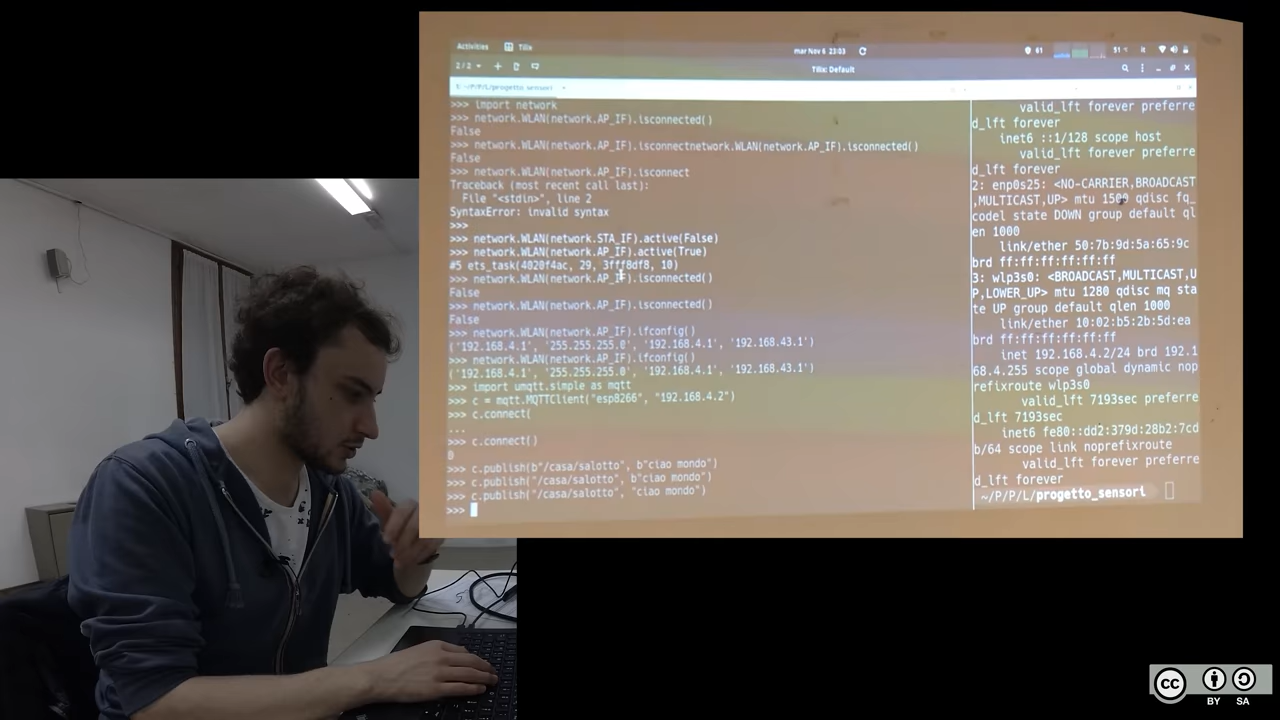 Activities Tilix
mar Nov 6 23:03
61
51 °C
it
2 / 2
Tilix: Default
1: ~/P/P/L/progetto_sensori
>>> import network
>>> network.WLAN(network.AP_IF).isconnected()
False
>>> network.WLAN(network.AP_IF).isconnectnetwork.WLAN(network.AP_IF).isconnected()
False
>>> network.WLAN(network.AP_IF).isconnect
Traceback (most recent call last):
File "<stdin>", line 2
SyntaxError: invalid syntax
>>>
>>> network.WLAN(network.STA_IF).active(False)
>>> network.WLAN(network.AP_IF).active(True)
#5 ets_task(4020f4ac, 29, 3fff8df8, 10)
>>> network.WLAN(network.AP_IF).isconnected()
False
>>> network.WLAN(network.AP_IF).isconnected()
False
>>> network.WLAN(network.AP_IF).ifconfig()
('192.168.4.1', '255.255.255.0', '192.168.4.1', '192.168.43.1')
>>> network.WLAN(network.AP_IF).ifconfig()
('192.168.4.1', '255.255.255.0', '192.168.4.1', '192.168.43.1')
>>> import umqtt.simple as mqtt
>>> c = mqtt.MQTTClient("esp8266", "192.168.4.2")
>>> c.connect(
...
>>> c.connect()
0
>>> c.publish(b"/casa/salotto", b"ciao mondo")
>>> c.publish("/casa/salotto", b"ciao mondo")
>>> c.publish("/casa/salotto", "ciao mondo")
>>>
valid_lft forever preferre
d_lft forever
inet6 ::1/128 scope host
valid_lft forever preferre
d_lft forever
2: enp0s25: <NO-CARRIER,BROADCAST
,MULTICAST,UP> mtu 1500 qdisc fq_
codel state DOWN group default ql
en 1000
link/ether 50:7b:9d:5a:65:9c
brd ff:ff:ff:ff:ff:ff
3: wlp3s0: <BROADCAST,MULTICAST,U
P,LOWER_UP> mtu 1280 qdisc mq sta
te UP group default qlen 1000
link/ether 10:02:b5:2b:5d:ea
brd ff:ff:ff:ff:ff:ff
inet 192.168.4.2/24 brd 192.1
68.4.255 scope global dynamic nop
refixroute wlp3s0
valid_lft 7193sec preferre
d_lft 7193sec
inet6 fe80::dd2:379d:28b2:7cd
b/64 scope link noprefixroute
valid_lft forever preferre
d_lft forever
~/P/P/L/progetto_sensori
cc
BY SA